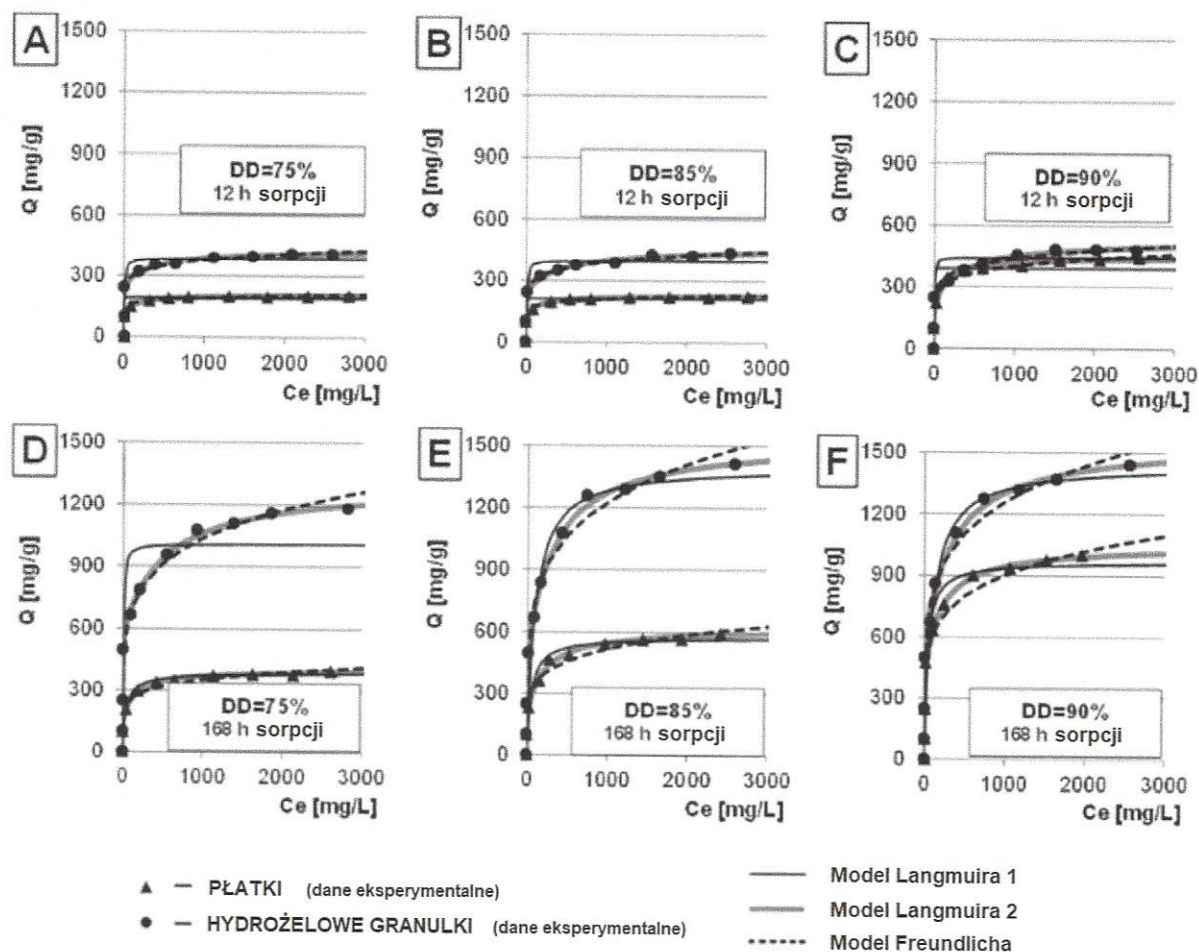 A
1500
1200
900
600
300
0
Q [mg/g]
DD=75%
12 h sorpcji
0 1000 2000 3000
Ce [mg/L]
B
1500
1200
900
600
300
0
Q [mg/g]
DD=85%
12 h sorpcji
0 1000 2000 3000
Ce [mg/L]
C
1500
1200
900
600
300
0
Q [mg/g]
DD=90%
12 h sorpcji
0 1000 2000 3000
Ce [mg/L]
D
1500
1200
900
600
300
0
Q [mg/g]
DD=75%
168 h sorpcji
0 1000 2000 3000
Ce [mg/L]
E
1500
1200
900
600
300
0
Q [mg/g]
DD=85%
168 h sorpcji
0 1000 2000 3000
Ce [mg/L]
F
1500
1200
900
600
300
0
Q [mg/g]
DD=90%
168 h sorpcji
0 1000 2000 3000
Ce [mg/L]
PŁATKI (dane eksperymentalne)
HYDROŻELOWE GRANULKI (dane eksperymentalne)
Model Langmuira 1
Model Langmuira 2
Model Freundlicha